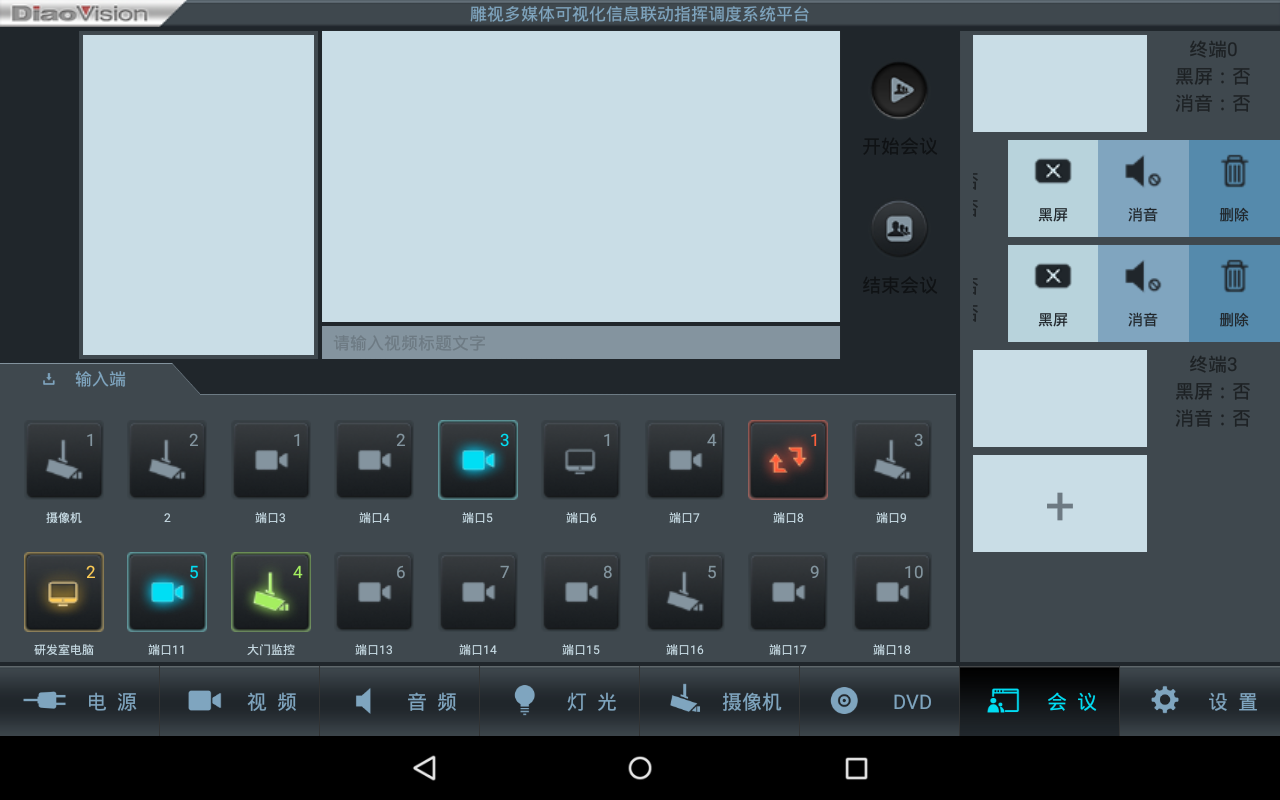 DiaoVision
雕视多媒体可视化信息联动指挥调度系统平台
开始会议
结束会议
请输入视频标题文字
终端0
黑屏：否
消音：否
否
否
黑屏
消音
删除
否
否
黑屏
消音
删除
终端3
黑屏：否
消音：否
输入端
1 2 1 2 3 1 4 1 3
摄像机 2 端口3 端口4 端口5 端口6 端口7 端口8 端口9
2 5 4 6 7 8 5 9 10
研发室电脑 端口11 大门监控 端口13 端口14 端口15 端口16 端口17 端口18
电源 视频 音频 灯光 摄像机 DVD 会议 设置